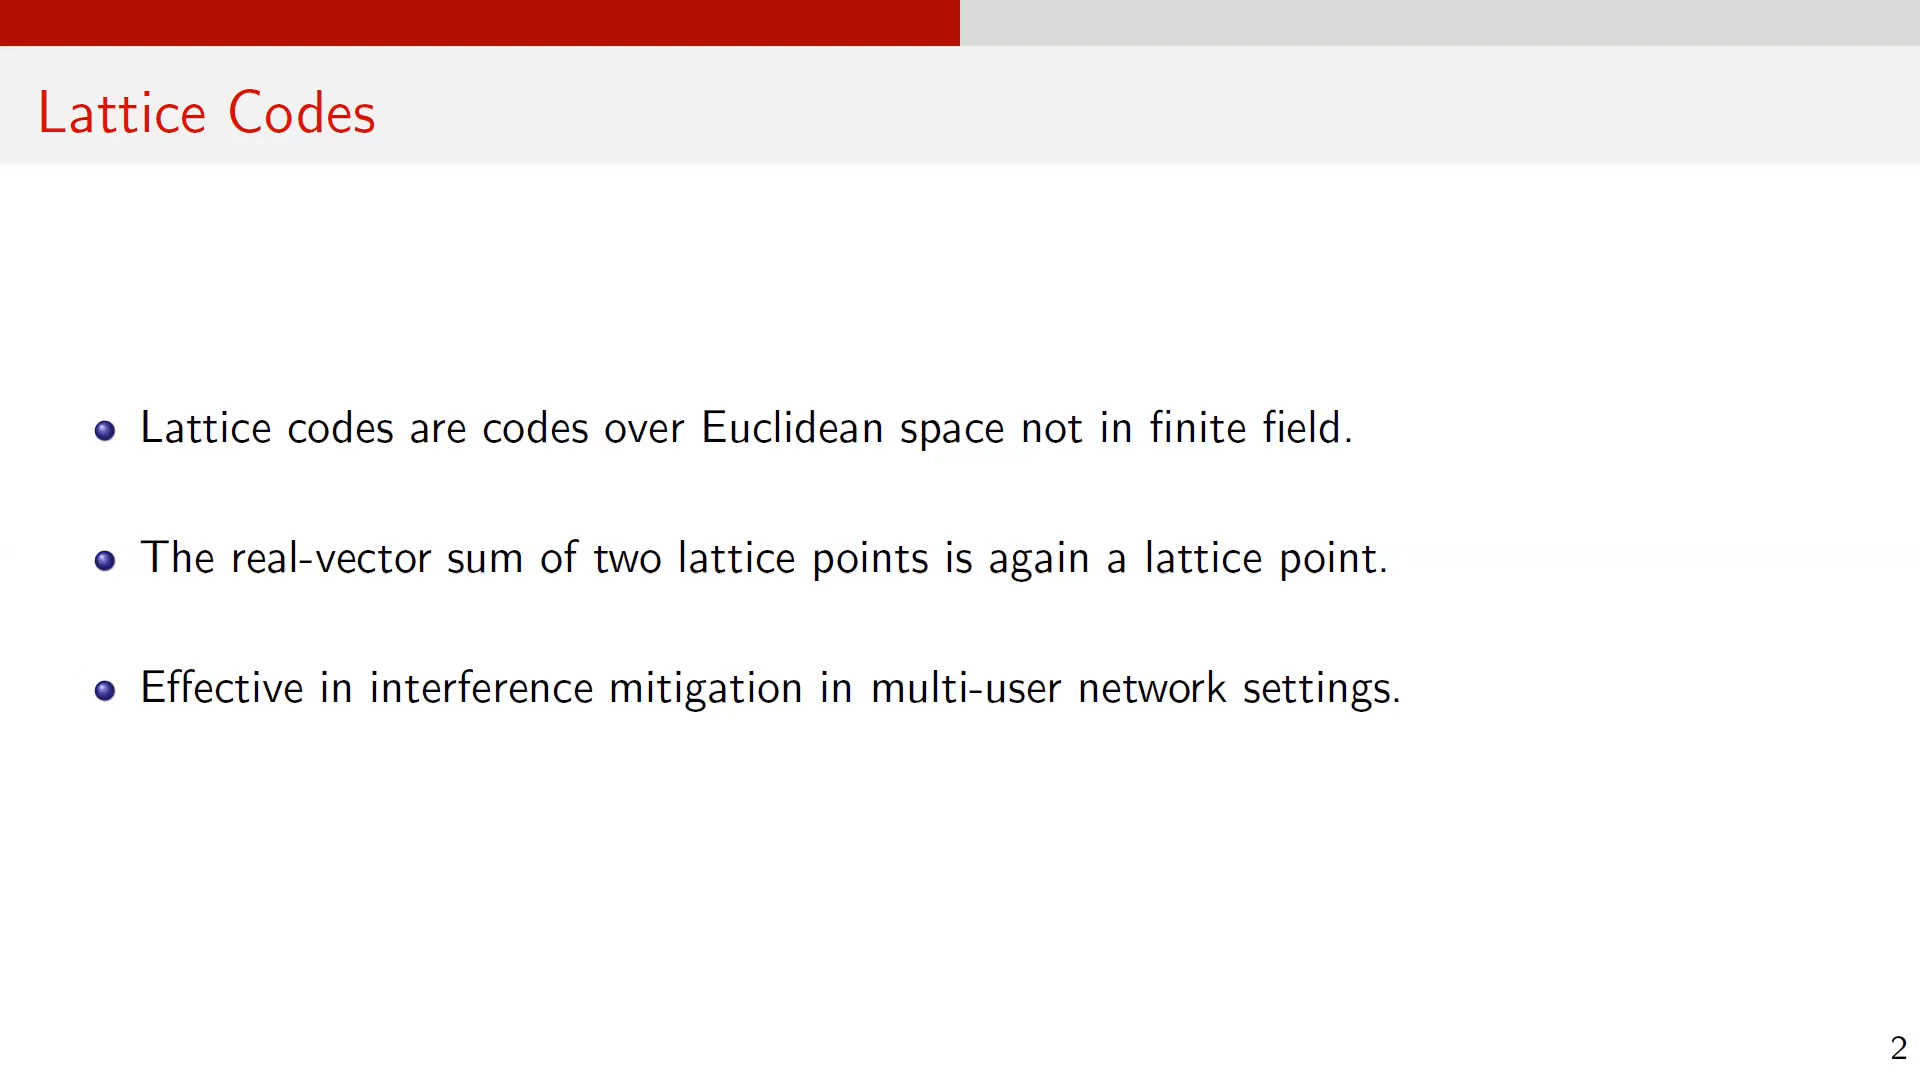 Lattice Codes
Lattice codes are codes over Euclidean space not in finite field.
The real-vector sum of two lattice points is again a lattice point.
Effective in interference mitigation in multi-user network settings.
2